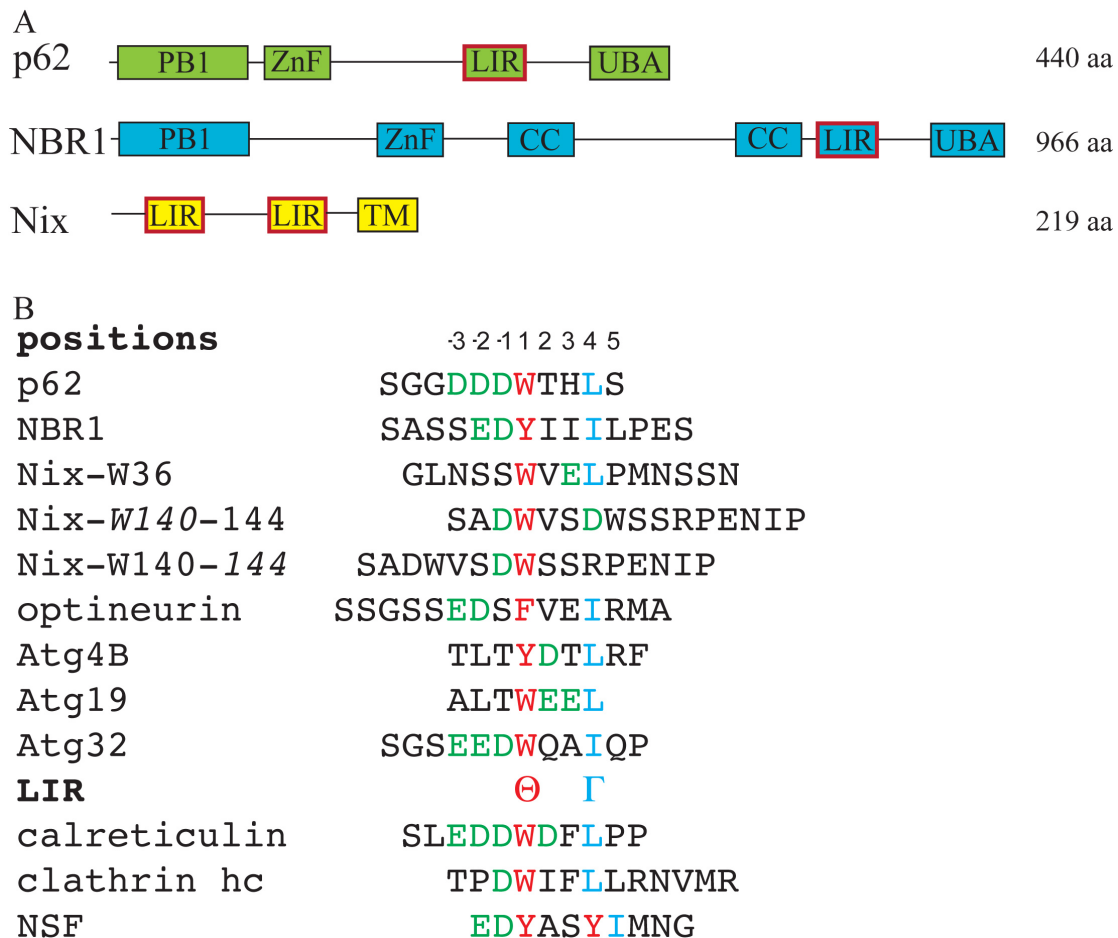 A
p62 PB1 ZnF LIR UBA 440 aa
NBR1 PB1 ZnF CC CC LIR UBA 966 aa
Nix LIR LIR TM 219 aa
B
positions -3 -2 -1 1 2 3 4 5
p62 SGGDDDWTHLS
NBR1 SASSEDYIIILPES
Nix-W36 GLNSSWVELPMNSSN
Nix-W140-144 SADWVSDWSSRPENIP
Nix-W140-144 SADWVSDWSSRPENIP
optineurin SSGSSEDSFVEIRMA
Atg4B TLTYDTLRF
Atg19 ALTWEEL
Atg32 SGSEEDWQAIQP
LIR Θ Γ
calreticulin SLEDDWDFLPP
clathrin hc TPDWIFLLRNVMR
NSF EDYASYIMNG